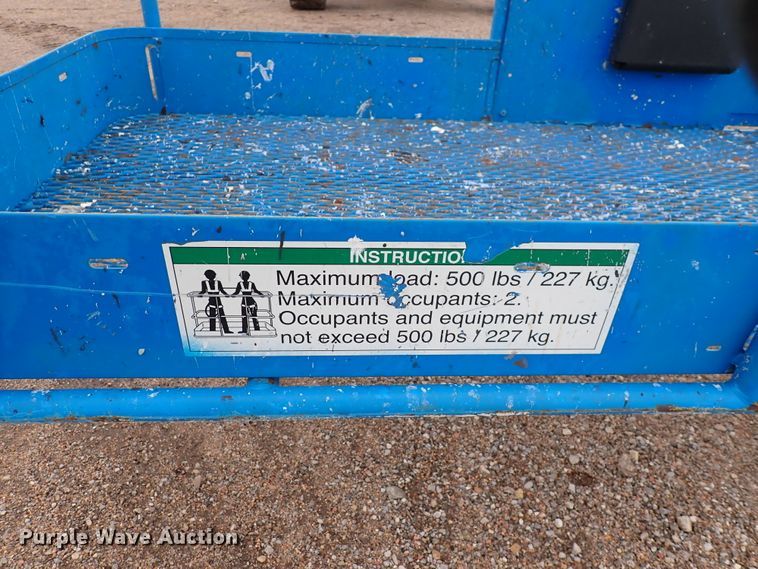 INSTRUCTIO
Maximum load: 500 lbs / 227 kg.
Maximum occupants: 2.
Occupants and equipment must
not exceed 500 lbs / 227 kg.
Purple Wave Auction